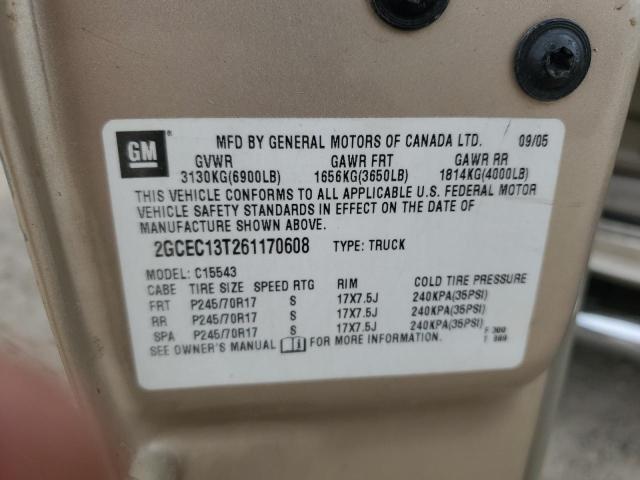 GM ®
MFD BY GENERAL MOTORS OF CANADA LTD. 09/05
GVWR GAWR FRT GAWR RR
3130KG(6900LB) 1656KG(3650LB) 1814KG(4000LB)
THIS VEHICLE CONFORMS TO ALL APPLICABLE U.S. FEDERAL MOTOR
VEHICLE SAFETY STANDARDS IN EFFECT ON THE DATE OF
MANUFACTURE SHOWN ABOVE.
2GCEC13T261170608 TYPE: TRUCK
MODEL: C15543
CABE TIRE SIZE SPEED RTG RIM COLD TIRE PRESSURE
FRT P245/70R17 S 17X7.5J 240KPA(35PSI)
RR P245/70R17 S 17X7.5J 240KPA(35PSI)
SPA P245/70R17 S 17X7.5J 240KPA(35PSI)
SEE OWNER'S MANUAL FOR MORE INFORMATION.